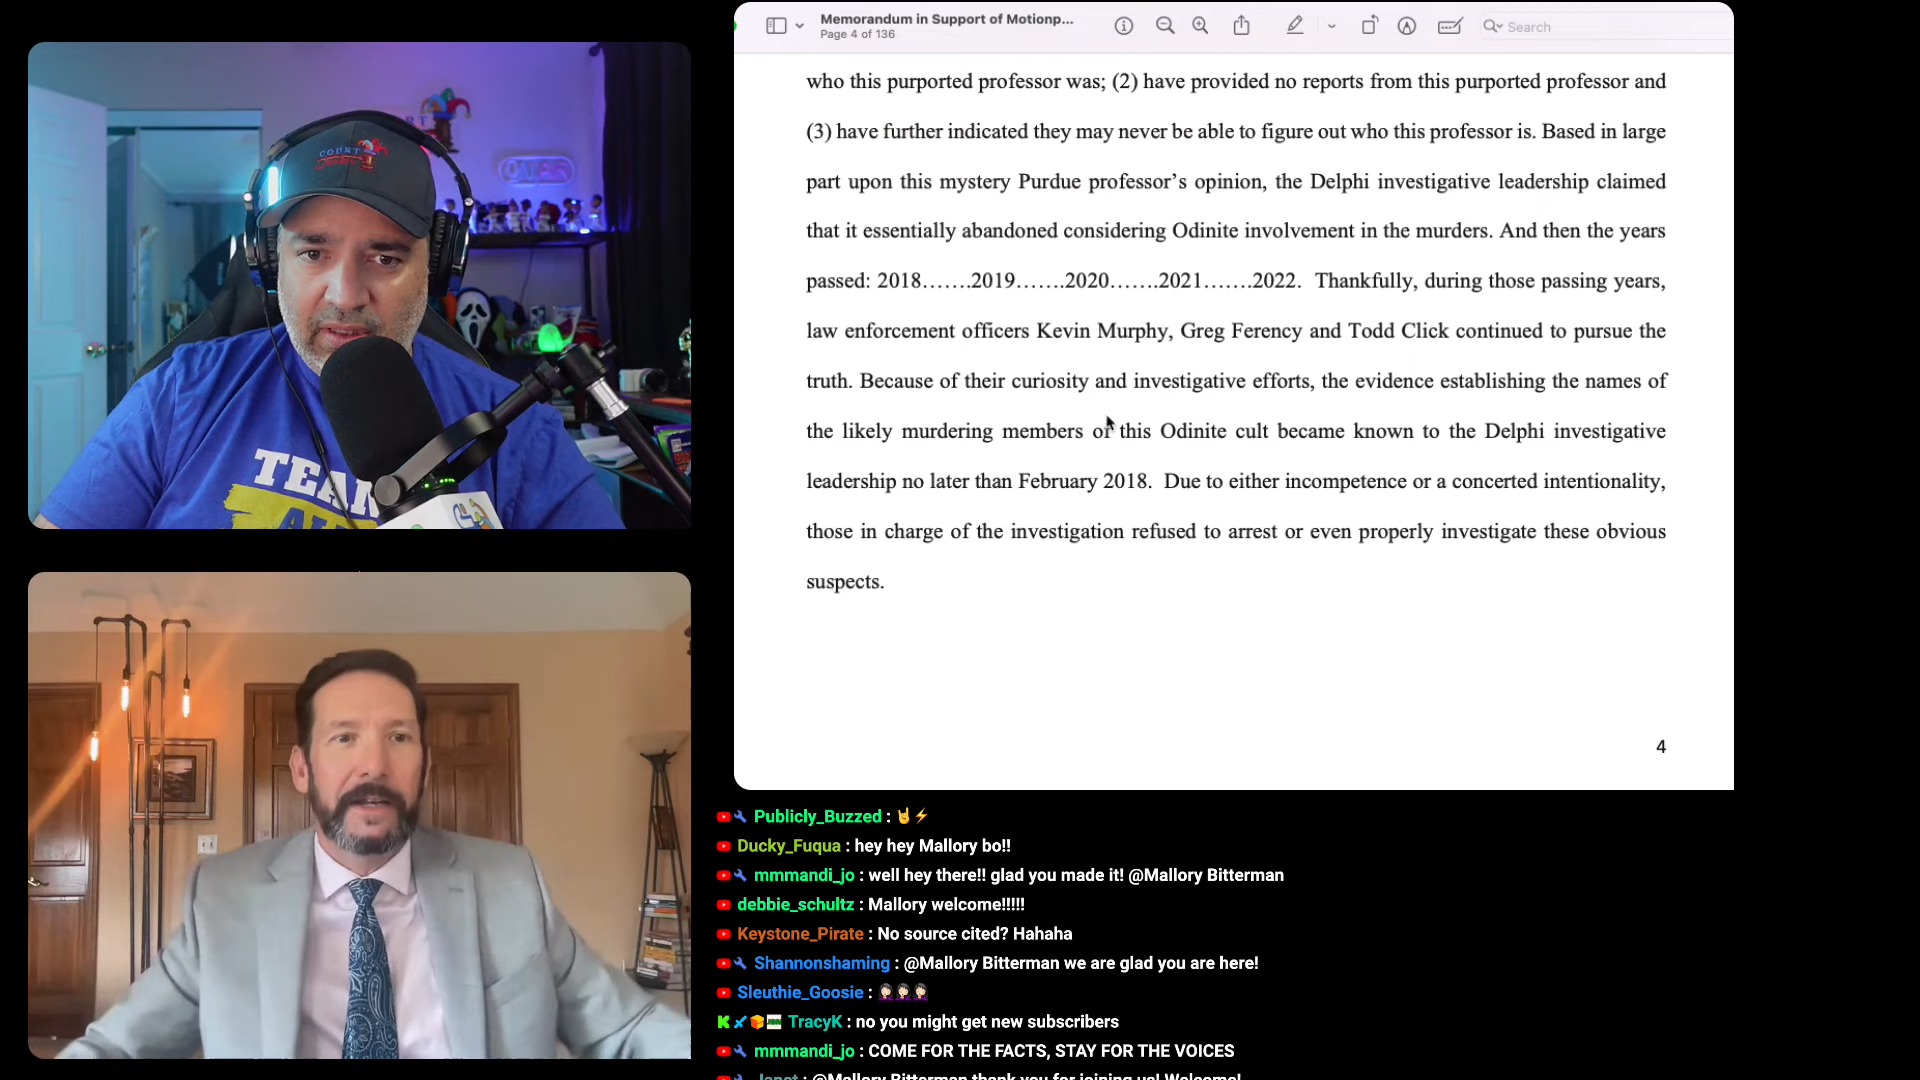 COURT
TEAM
Memorandum in Support of Motionp...
Page 4 of 136
Search
who this purported professor was; (2) have provided no reports from this purported professor and
(3) have further indicated they may never be able to figure out who this professor is. Based in large
part upon this mystery Purdue professor’s opinion, the Delphi investigative leadership claimed
that it essentially abandoned considering Odinite involvement in the murders. And then the years
passed: 2018…….2019…….2020…….2021…….2022. Thankfully, during those passing years,
law enforcement officers Kevin Murphy, Greg Ferency and Todd Click continued to pursue the
truth. Because of their curiosity and investigative efforts, the evidence establishing the names of
the likely murdering members of this Odinite cult became known to the Delphi investigative
leadership no later than February 2018. Due to either incompetence or a concerted intentionality,
those in charge of the investigation refused to arrest or even properly investigate these obvious
suspects.
4
Publicly_Buzzed : 🤘⚡
Ducky_Fuqua : hey hey Mallory bo!!
mmmandi_jo : well hey there!! glad you made it! @Mallory Bitterman
debbie_schultz : Mallory welcome!!!!!
Keystone_Pirate : No source cited? Hahaha
Shannonshaming : @Mallory Bitterman we are glad you are here!
Sleuthie_Goosie : 🤦🏻‍♀️🤦🏻‍♀️🤦🏻‍♀️
TracyK : no you might get new subscribers
mmmandi_jo : COME FOR THE FACTS, STAY FOR THE VOICES
Janet : @Mallory Bitterman thank you for joining us! Welcome!